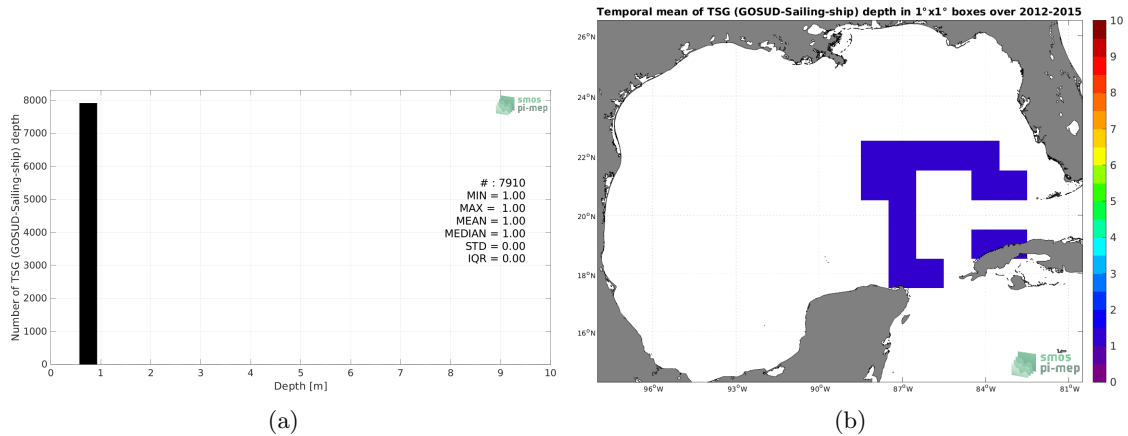 8000
7000
6000
5000
4000
3000
2000
1000
0
Number of TSG (GOSUD-Sailing-ship) depth
smos
pi-mep
# : 7910
MIN = 1.00
MAX = 1.00
MEAN = 1.00
MEDIAN = 1.00
STD = 0.00
IQR = 0.00
0 1 2 3 4 5 6 7 8 9 10
Depth [m]
(a)
Temporal mean of TSG (GOSUD-Sailing-ship) depth in 1°x1° boxes over 2012-2015
26°N
24°N
22°N
20°N
18°N
16°N
96°W 93°W 90°W 87°W 84°W 81°W
smos
pi-mep
10
9
8
7
6
5
4
3
2
1
0
(b)